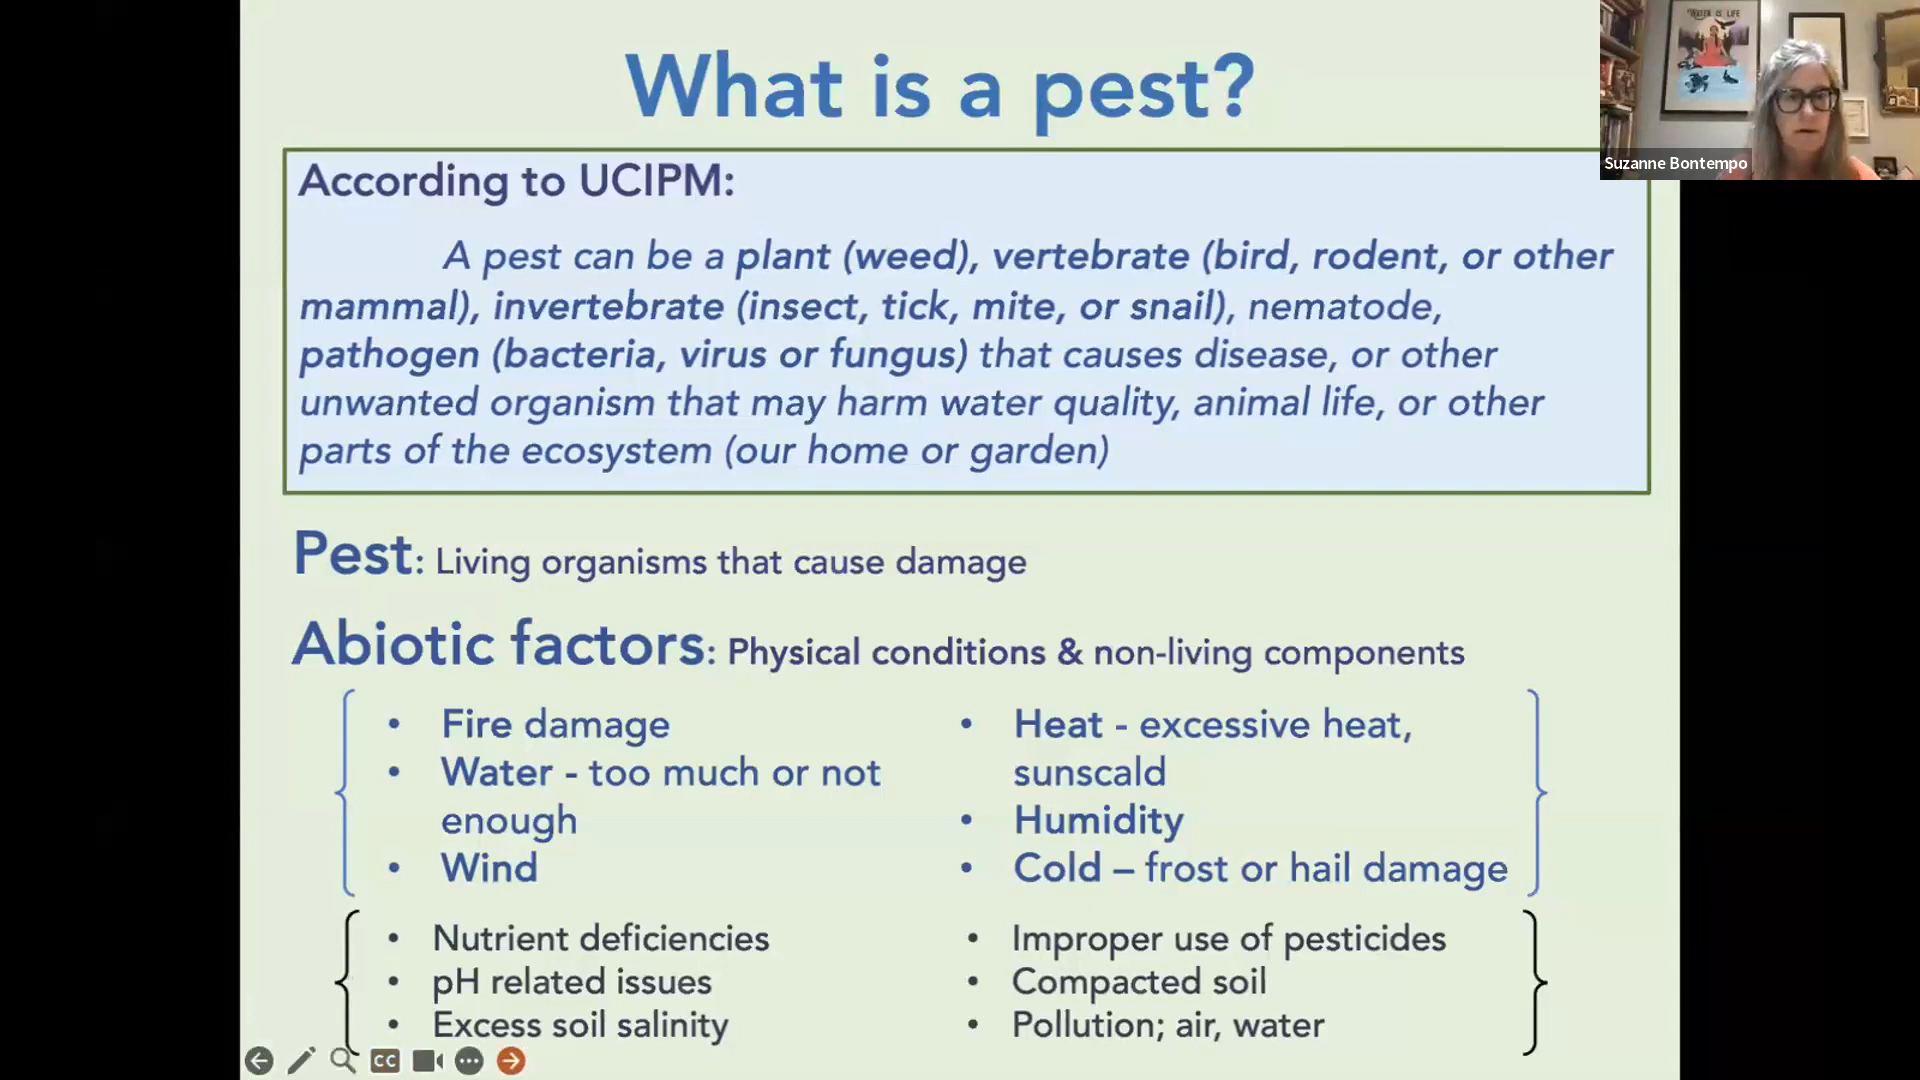 What is a pest?
According to UCIPM:
A pest can be a plant (weed), vertebrate (bird, rodent, or other
mammal), invertebrate (insect, tick, mite, or snail), nematode,
pathogen (bacteria, virus or fungus) that causes disease, or other
unwanted organism that may harm water quality, animal life, or other
parts of the ecosystem (our home or garden)
Pest: Living organisms that cause damage
Abiotic factors: Physical conditions & non-living components
• Fire damage
• Water - too much or not
enough
• Wind
• Heat - excessive heat,
sunscald
• Humidity
• Cold – frost or hail damage
• Nutrient deficiencies
• pH related issues
• Excess soil salinity
• Improper use of pesticides
• Compacted soil
• Pollution; air, water
CC
WATER IS LIFE
Suzanne Bontempo